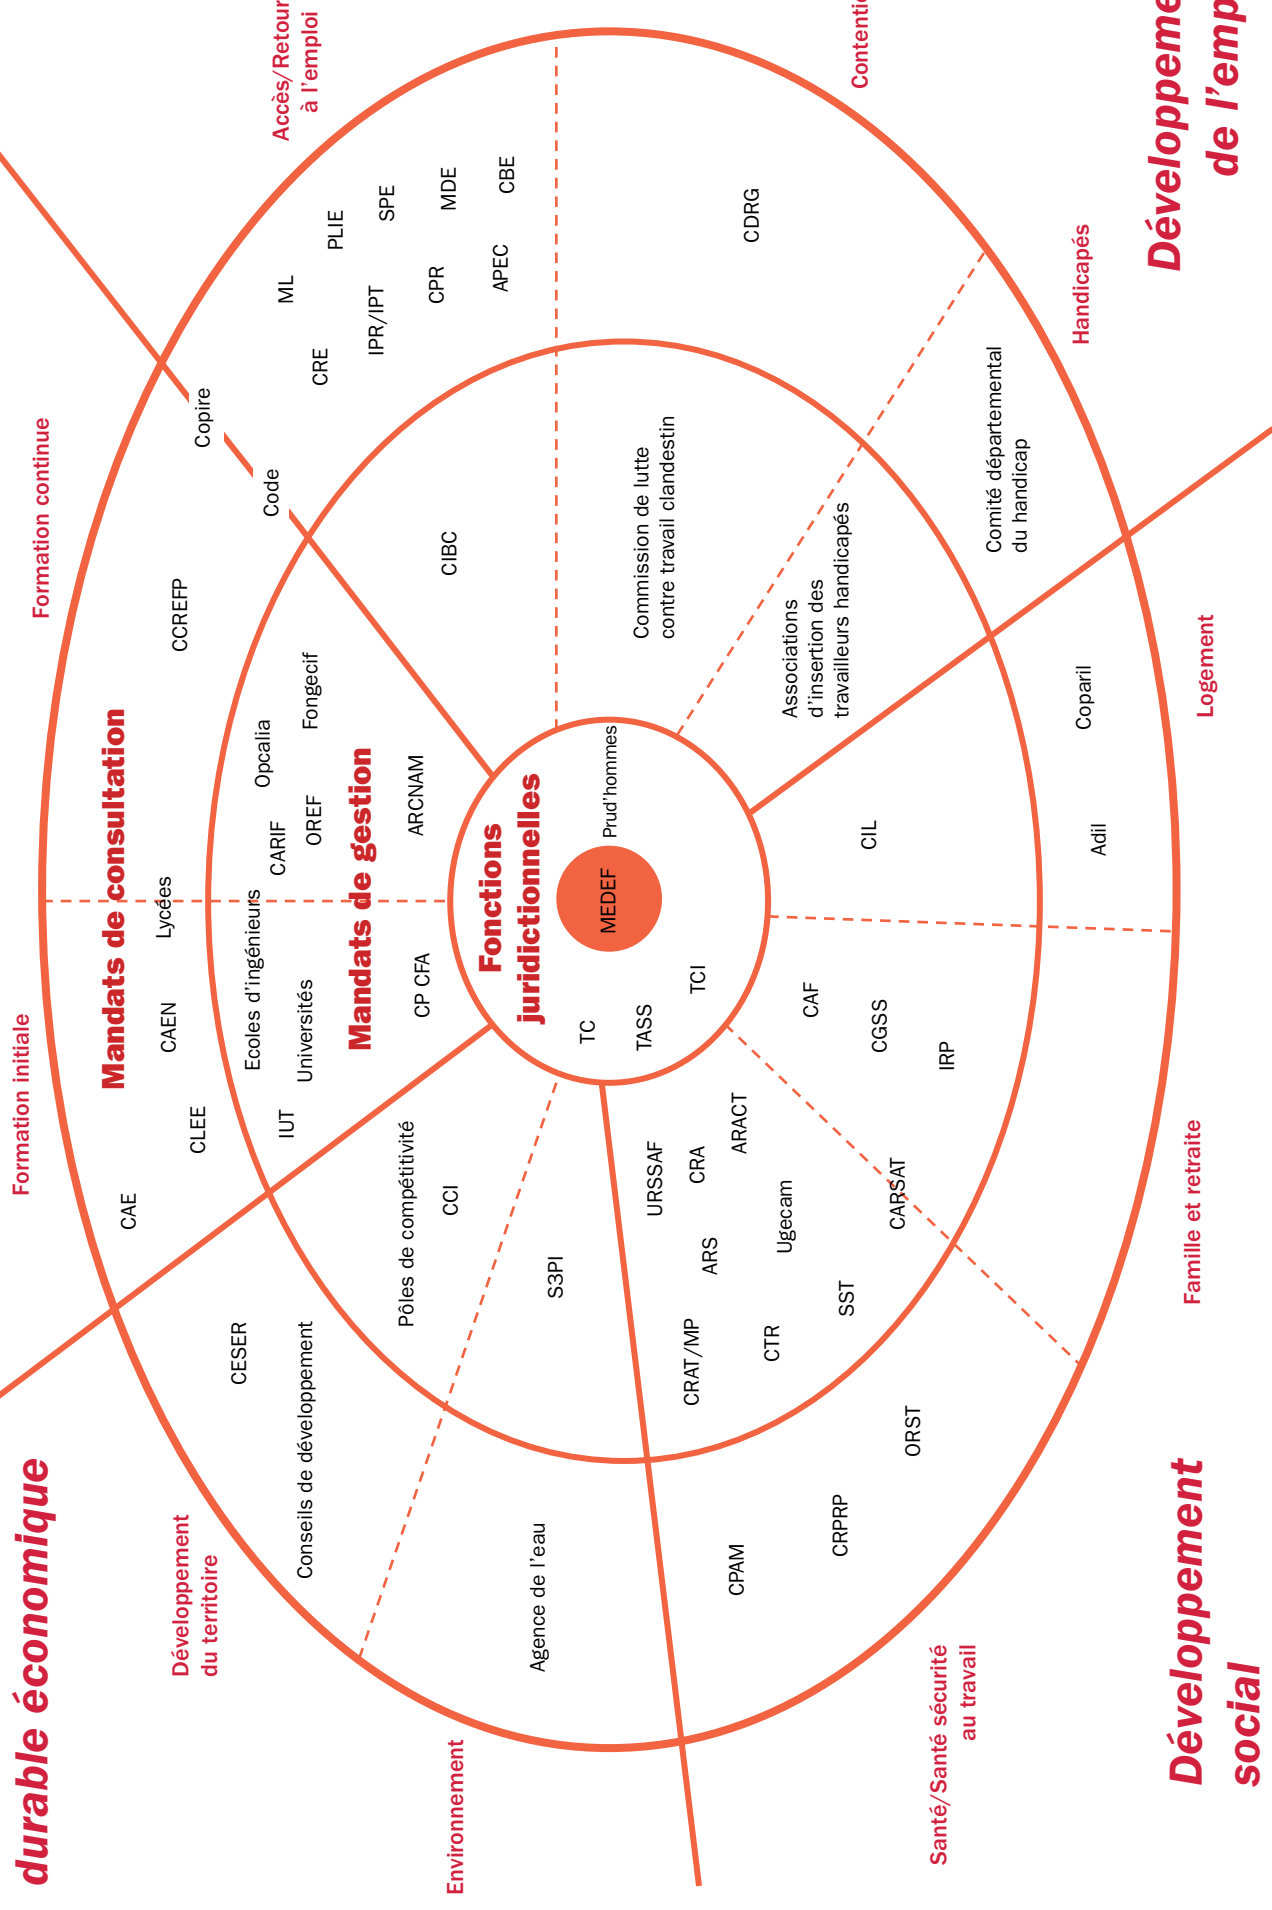 durable économique
Développement
du territoire
Environnement
Formation initiale
Formation continue
Accès/Retour
à l'emploi
Handicapés
Logement
Famille et retraite
Santé/Santé sécurité
au travail
Développement
social
de l'emp
Mandats de consultation
CAE
CLEE
CAEN
Lycées
CCREFP
Copire
Code
ML
PLIE
SPE
MDE
CBE
CRE
IPR/IPT
CPR
APEC
CDRG
Comité départemental
du handicap
Coparil
Adil
ORST
CRPRP
CPAM
Agence de l'eau
Conseils de développement
CESER
Mandats de gestion
IUT
Universités
Ecoles d'ingénieurs
CP CFA
CARIF
OREF
Opcalia
Fongecif
ARCNAM
CIBC
Commission de lutte
contre travail clandestin
Associations
d'insertion des
travailleurs handicapés
CIL
CAF
CGSS
IRP
CARSAT
URSSAF
CRA
ARACT
ARS
Ugecam
CRAT/MP
CTR
SST
S3PI
CCI
Pôles de compétitivité
Fonctions
juridictionnelles
MEDEF
Prud'hommes
TC
TASS
TCI